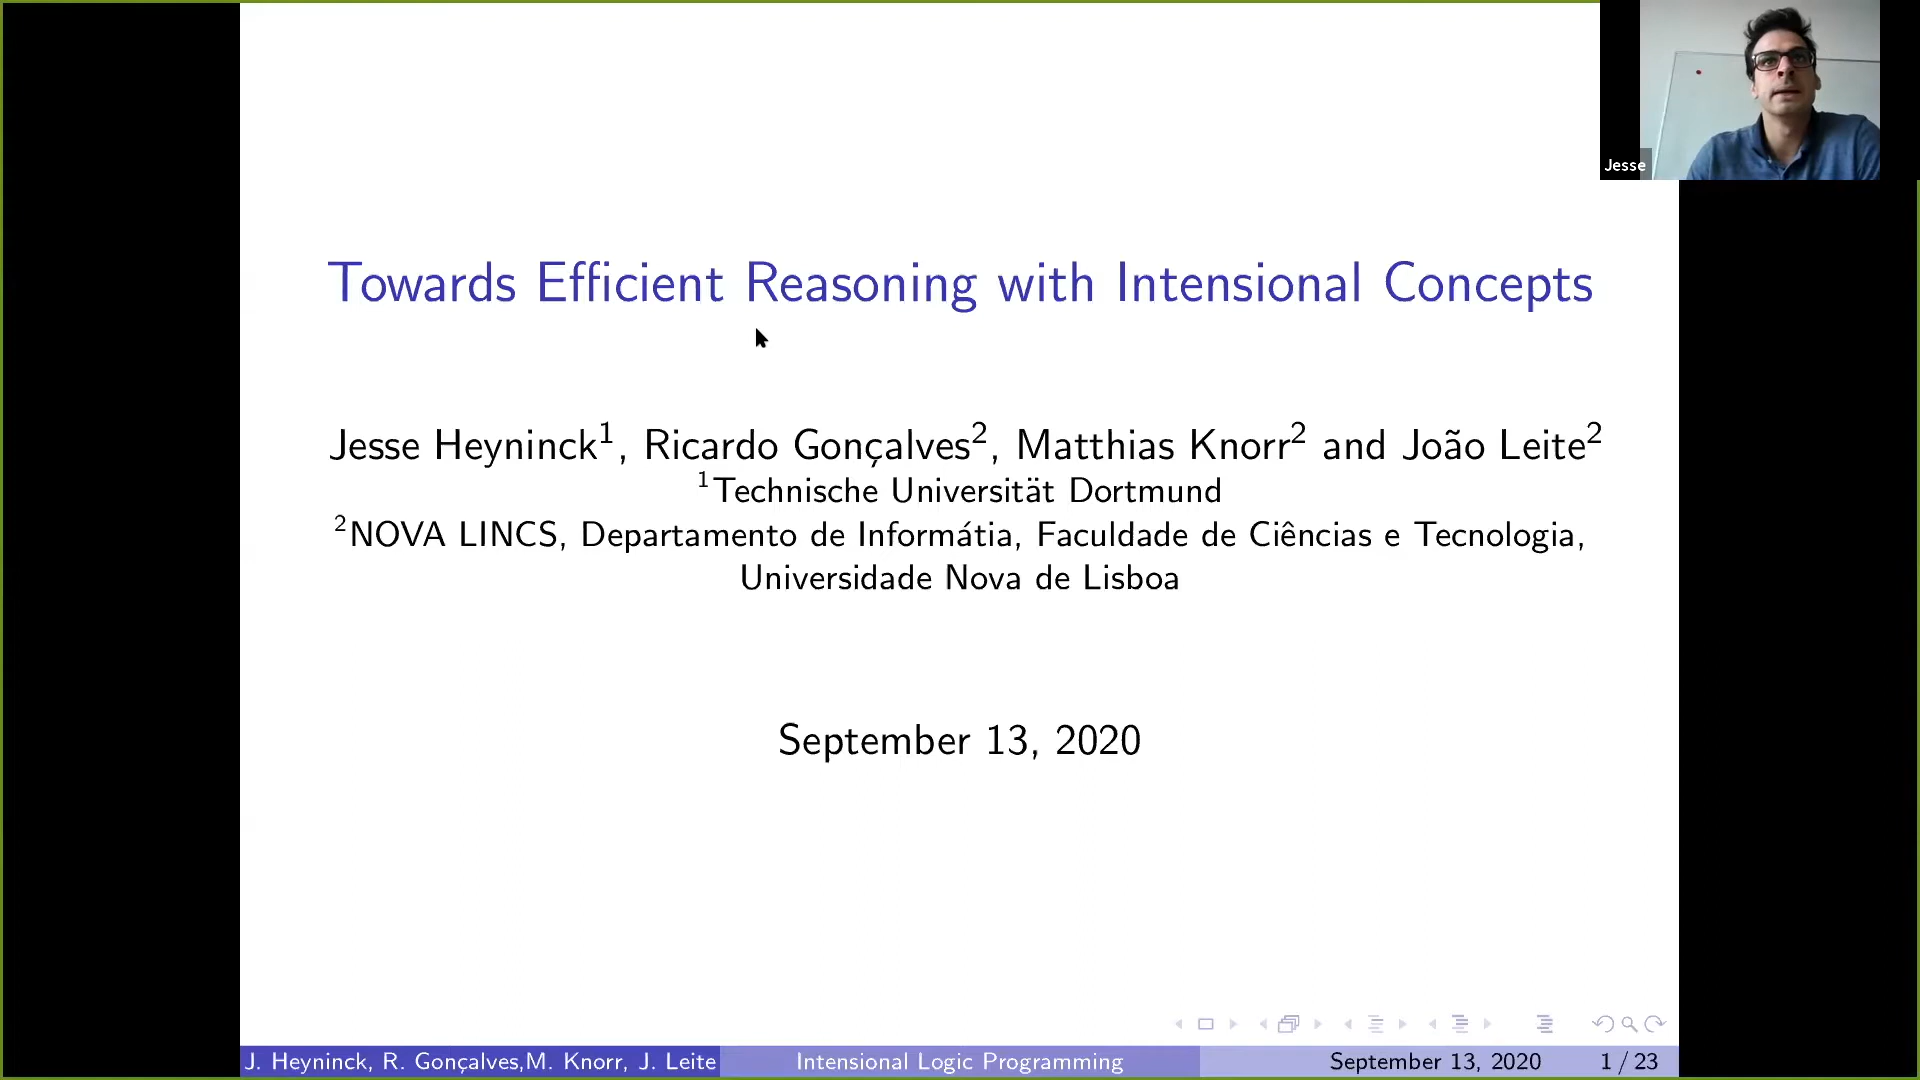 Jesse
Towards Efficient Reasoning with Intensional Concepts
Jesse Heyninck¹, Ricardo Gonçalves², Matthias Knorr² and João Leite²
¹Technische Universität Dortmund
²NOVA LINCS, Departamento de Informátia, Faculdade de Ciências e Tecnologia,
Universidade Nova de Lisboa
September 13, 2020
J. Heyninck, R. Gonçalves,M. Knorr, J. Leite Intensional Logic Programming September 13, 2020 1 / 23